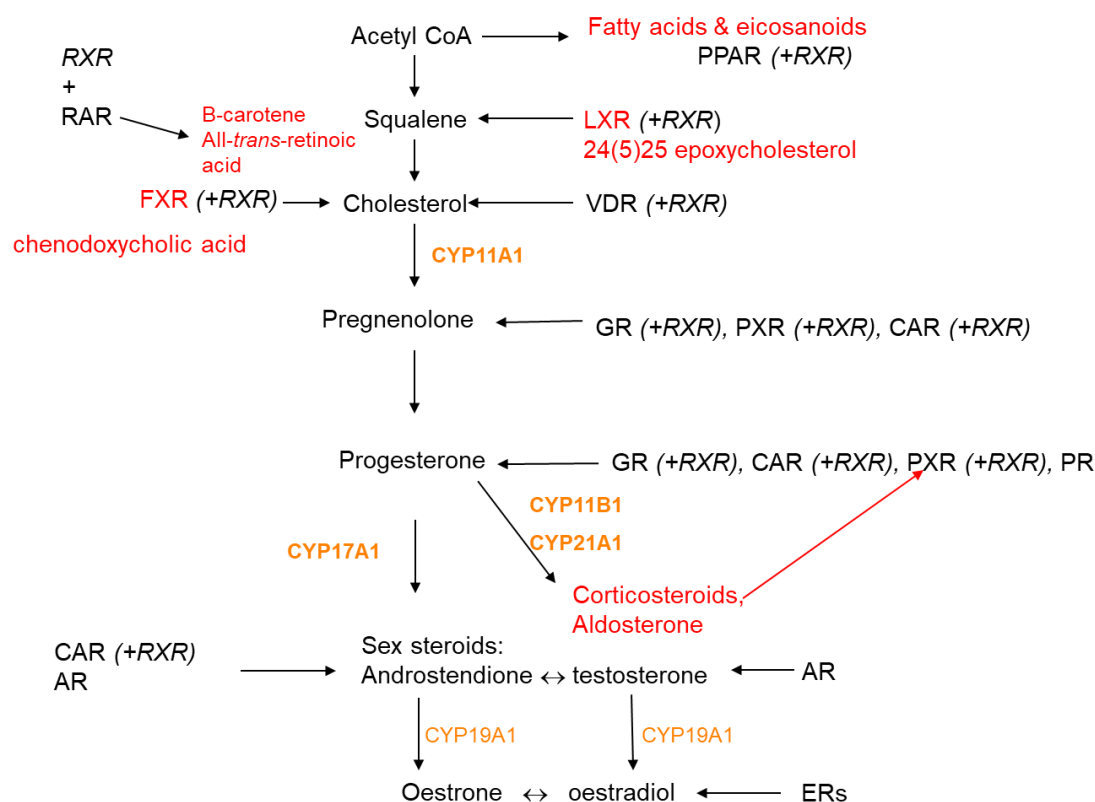 Fatty acids & eicosanoids
Acetyl CoA
PPAR (+RXR)
RXR
+
RAR
B-carotene
All-trans-retinoic
acid
Squalene
LXR (+RXR)
24(5)25 epoxycholesterol
FXR (+RXR)
Cholesterol
VDR (+RXR)
chenodoxycholic acid
CYP11A1
Pregnenolone
GR (+RXR), PXR (+RXR), CAR (+RXR)
Progesterone
GR (+RXR), CAR (+RXR), PXR (+RXR), PR
CYP11B1
CYP17A1
CYP21A1
Corticosteroids,
Aldosterone
CAR (+RXR)
AR
Sex steroids:
Androstendione ↔ testosterone
AR
CYP19A1
CYP19A1
Oestrone ↔ oestradiol
ERs